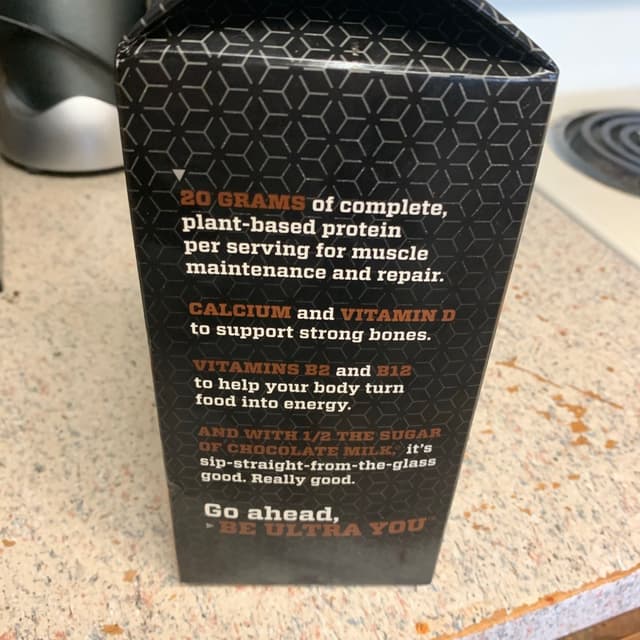 20 GRAMS of complete,
plant-based protein
per serving for muscle
maintenance and repair.
CALCIUM and VITAMIN D
to support strong bones.
VITAMINS B2 and B12
to help your body turn
food into energy.
AND WITH 1/2 THE SUGAR
OF CHOCOLATE MILK, it's
sip-straight-from-the-glass
good. Really good.
Go ahead,
BE ULTRA YOU™